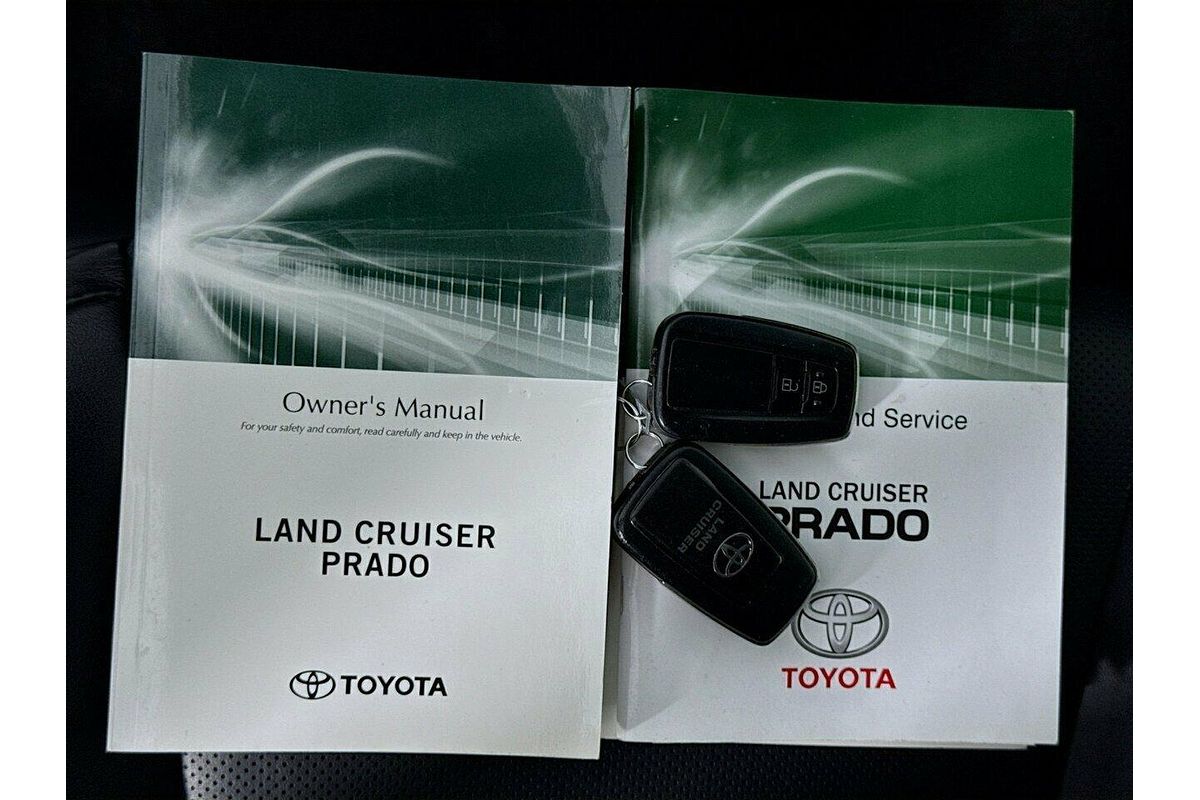 Owner's Manual
For your safety and comfort, read carefully and keep in the vehicle.
LAND CRUISER
PRADO
TOYOTA
Service
LAND CRUISER
PRADO
TOYOTA
LAND
CRUISER